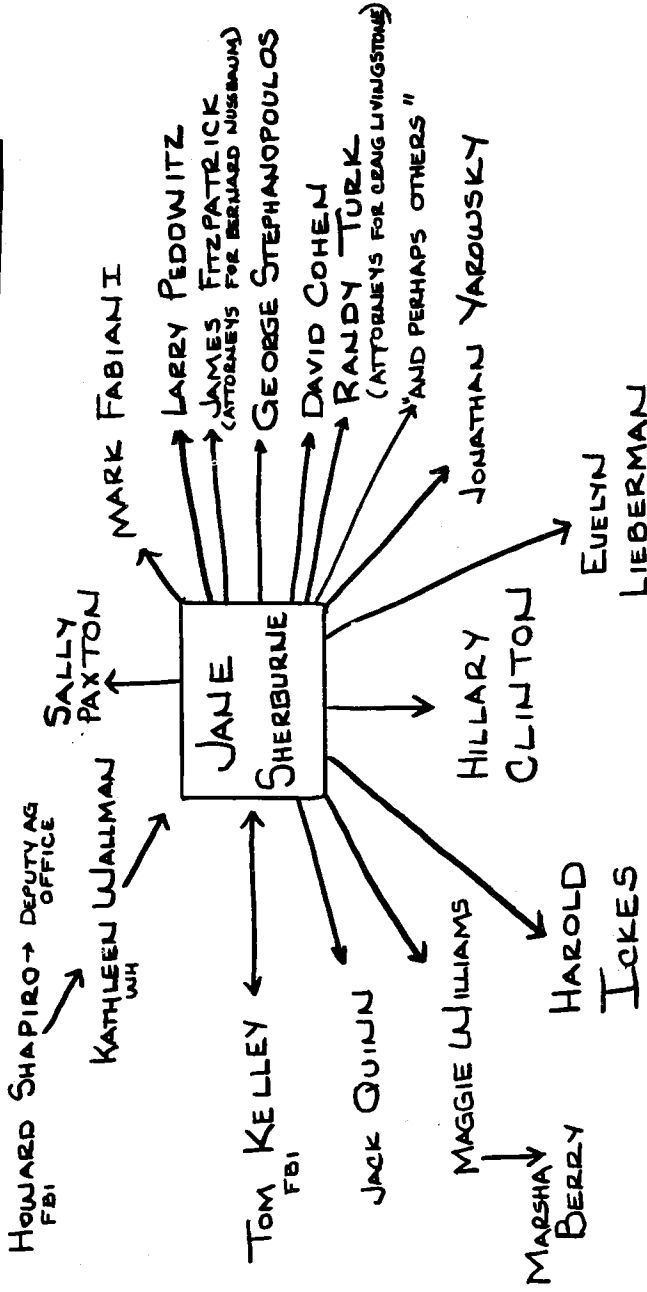 HOWARD SHAPIRO → DEPUTY AG
FBI
OFFICE
KATHLEEN WALLMAN
WH
SALLY
PAXTON
MARK FABIANI
LARRY PEDOWITZ
JAMES FITZPATRICK
(ATTORNEYS FOR BERNARD NUSSBAUM)
GEORGE STEPHANOPOULOS
DAVID COHEN
RANDY TURK
(ATTORNEYS FOR CRAIG LIVINGSTONE)
"AND PERHAPS OTHERS"
JONATHAN YAROWSKY
EVELYN
LIEBERMAN
JANE
SHERBURNE
TOM KELLEY
FBI
JACK QUINN
MAGGIE WILLIAMS
MARSHA
BERRY
HAROLD
ICKES
HILLARY
CLINTON